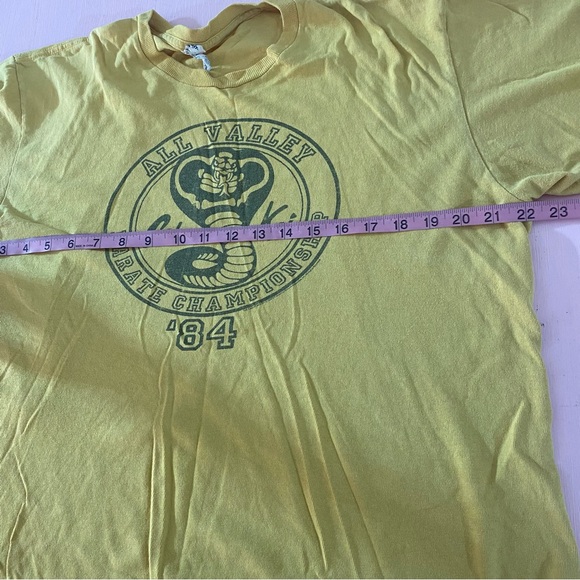 ALL VALLEY
KARATE CHAMPIONSHIP
'84
3 4 5 6 7 8 9 10 11 12 13 14 15 16 17 18 19 20 21 22 23